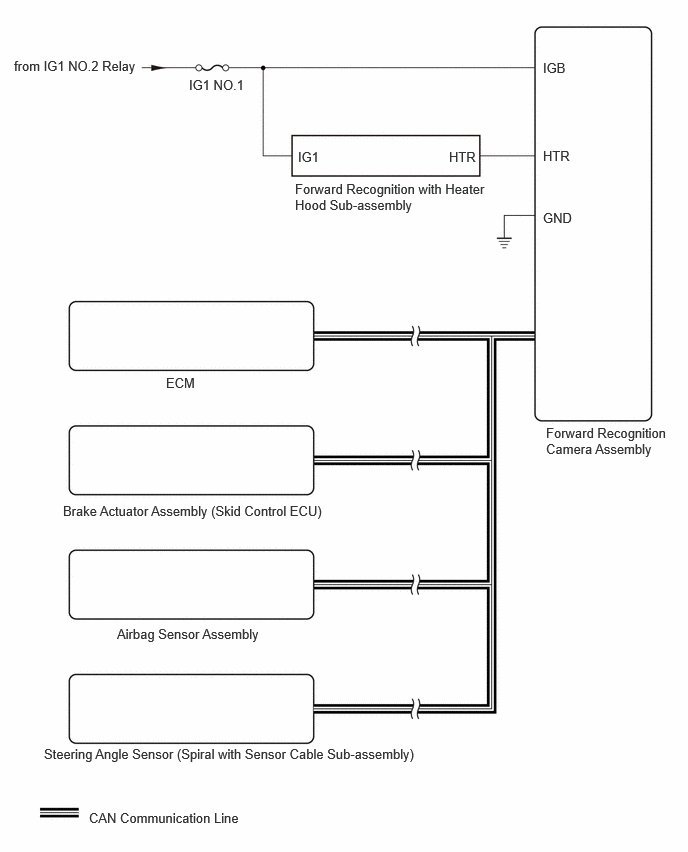 from IG1 NO.2 Relay
IG1 NO.1
IGB
IG1
HTR
HTR
Forward Recognition with Heater
Hood Sub-assembly
GND
ECM
Forward Recognition
Camera Assembly
Brake Actuator Assembly (Skid Control ECU)
Airbag Sensor Assembly
Steering Angle Sensor (Spiral with Sensor Cable Sub-assembly)
CAN Communication Line